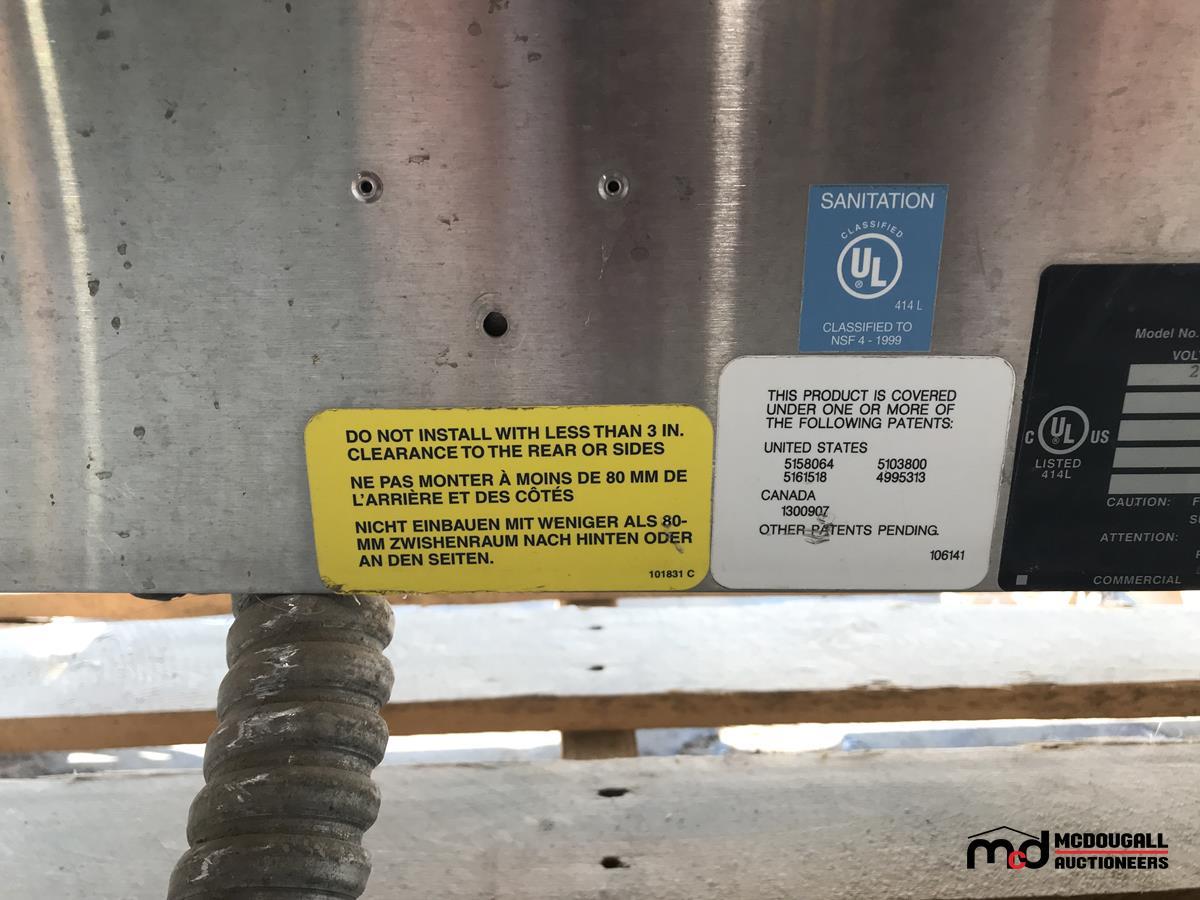 SANITATION
CLASSIFIED
UL
®
414 L
CLASSIFIED TO
NSF 4 - 1999
DO NOT INSTALL WITH LESS THAN 3 IN.
CLEARANCE TO THE REAR OR SIDES
NE PAS MONTER À MOINS DE 80 MM DE
L'ARRIÈRE ET DES CÔTÉS
NICHT EINBAUEN MIT WENIGER ALS 80-
MM ZWISHENRAUM NACH HINTEN ODER
AN DEN SEITEN.
101831 C
THIS PRODUCT IS COVERED
UNDER ONE OR MORE OF
THE FOLLOWING PATENTS:
UNITED STATES
5158064 5103800
5161518 4995313
CANADA
1300907
OTHER PATENTS PENDING.
106141
Model No.
C UL US
®
LISTED
414L
CAUTION:
ATTENTION:
COMMERCIAL
mcd MCDOUGALL
AUCTIONEERS